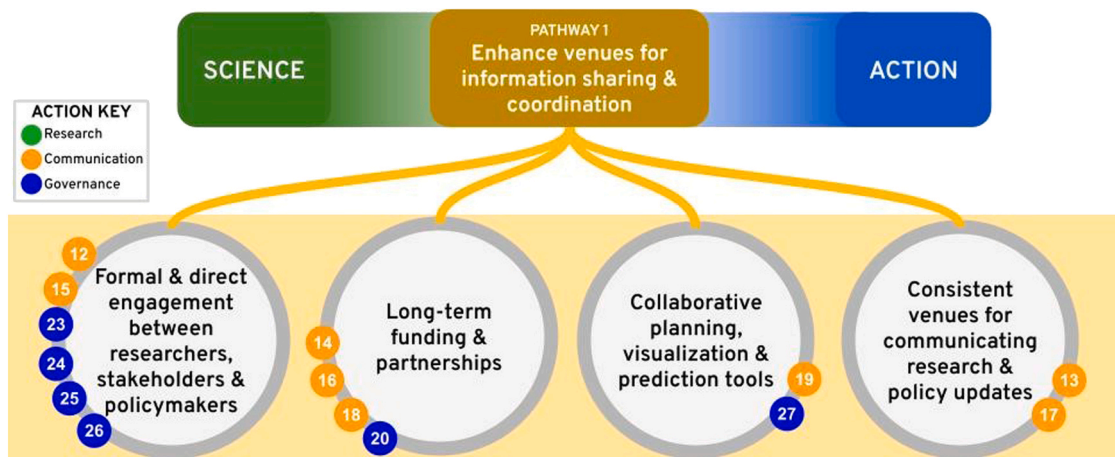 PATHWAY 1
Enhance venues for
information sharing &
coordination
SCIENCE
ACTION
ACTION KEY
Research
Communication
Governance
12
15
23
24
25
26
Formal & direct
engagement
between
researchers,
stakeholders &
policymakers
14
16
18
20
Long-term
funding &
partnerships
Collaborative
planning,
visualization &
prediction tools
19
27
Consistent
venues for
communicating
research &
policy updates
13
17